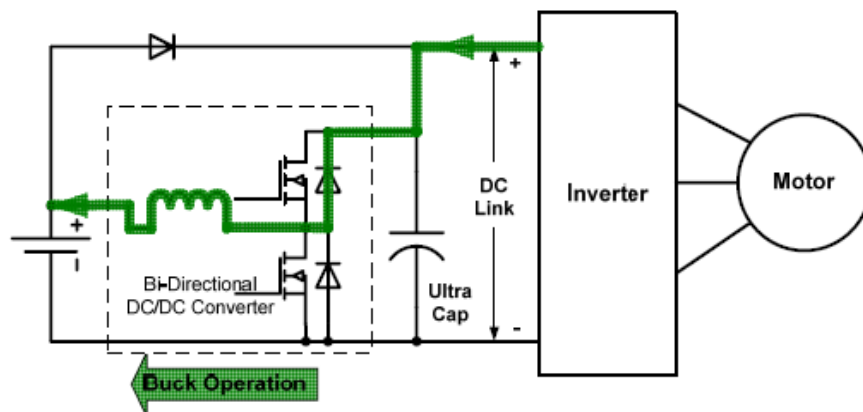 +
DC
Link
Inverter
Motor
+
-
Bi-Directional
DC/DC Converter
Ultra
Cap
-
Buck Operation